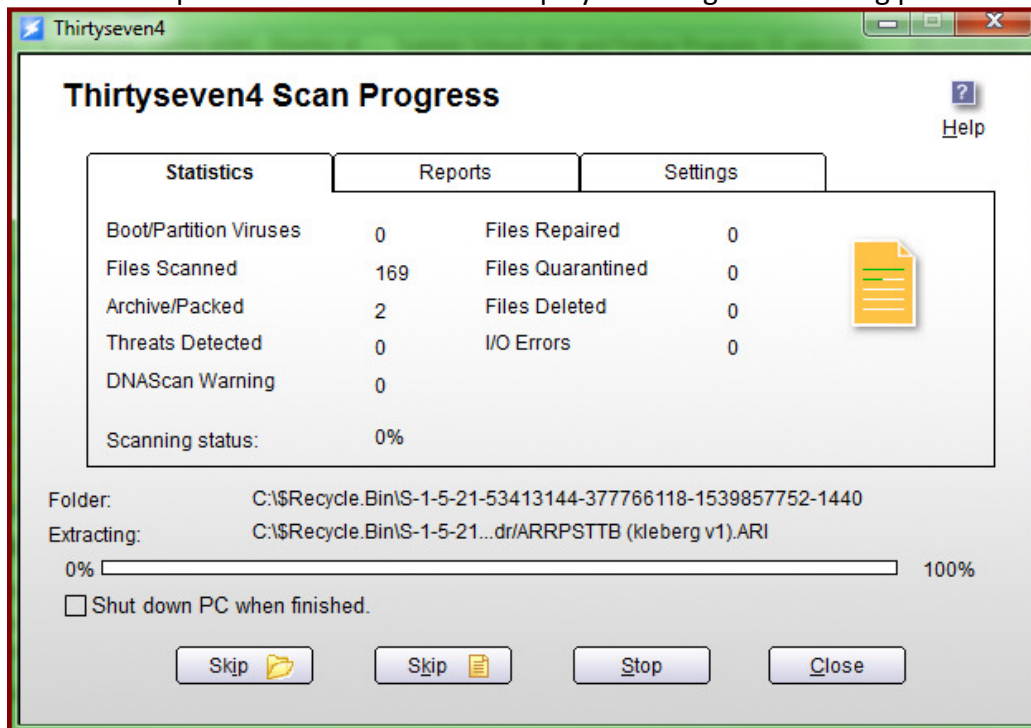 Thirtyseven4
Thirtyseven4 Scan Progress
?
Help
Statistics Reports Settings
Boot/Partition Viruses 0 Files Repaired 0
Files Scanned 169 Files Quarantined 0
Archive/Packed 2 Files Deleted 0
Threats Detected 0 I/O Errors 0
DNAScan Warning 0
Scanning status: 0%
Folder: C:\$Recycle.Bin\S-1-5-21-53413144-377766118-1539857752-1440
Extracting: C:\$Recycle.Bin\S-1-5-21...dr/ARRPSTTB (kleberg v1).ARI
0% 100%
Shut down PC when finished.
Skip Skip Stop Close